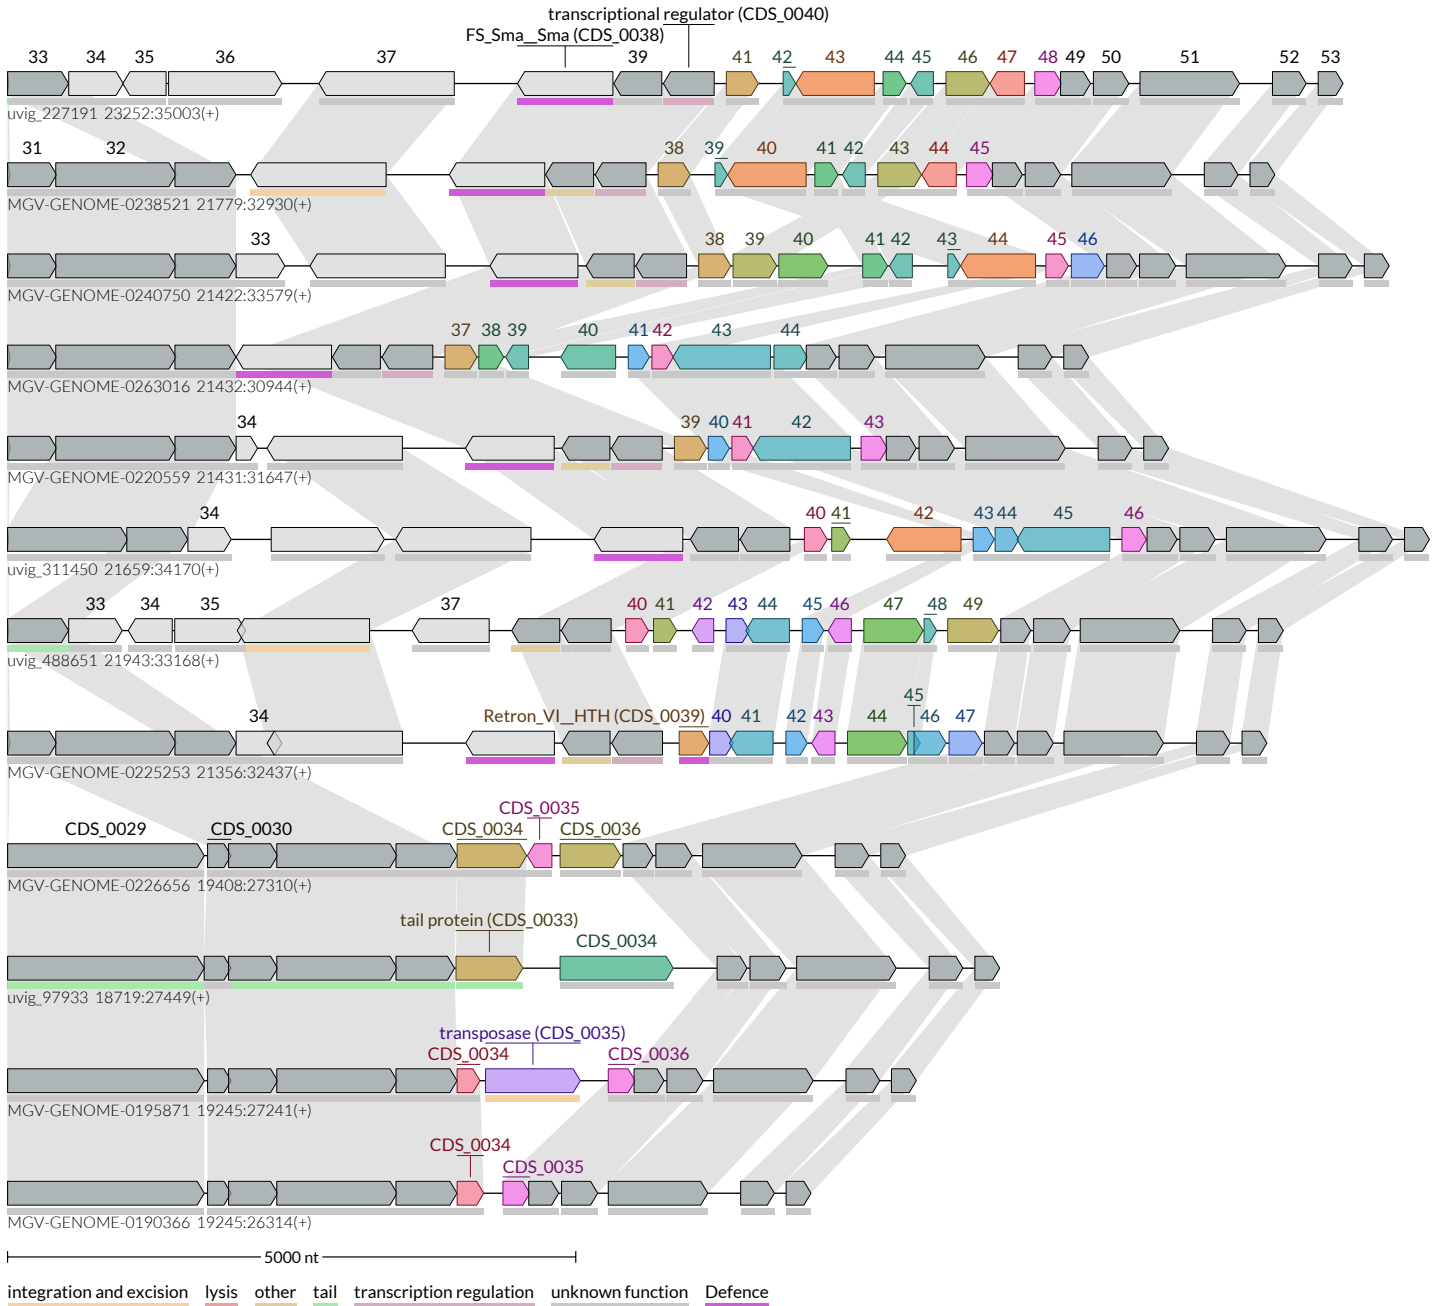 transcriptional regulator (CDS_0040)
FS_Sma__Sma (CDS_0038)
33 34 35 36 37 39 41 42 43 44 45 46 47 48 49 50 51 52 53
uvig_227191 23252:35003(+)
31 32 38 39 40 41 42 43 44 45
MGV-GENOME-0238521 21779:32930(+)
33 38 39 40 41 42 43 44 45 46
MGV-GENOME-0240750 21422:33579(+)
37 38 39 40 41 42 43 44
MGV-GENOME-0263016 21432:30944(+)
34 39 40 41 42 43
MGV-GENOME-0220559 21431:31647(+)
34 40 41 42 43 44 45 46
uvig_311450 21659:34170(+)
33 34 35 37 40 41 42 43 44 45 46 47 48 49
uvig_488651 21943:33168(+)
45
34 Retron_VI__HTH (CDS_0039) 40 41 42 43 44 46 47
MGV-GENOME-0225253 21356:32437(+)
CDS_0035
CDS_0029 CDS_0030 CDS_0034 CDS_0036
MGV-GENOME-0226656 19408:27310(+)
tail protein (CDS_0033)
CDS_0034
uvig_97933 18719:27449(+)
transposase (CDS_0035)
CDS_0034 CDS_0036
MGV-GENOME-0195871 19245:27241(+)
CDS_0034
CDS_0035
MGV-GENOME-0190366 19245:26314(+)
5000 nt
integration and excision lysis other tail transcription regulation unknown function Defence